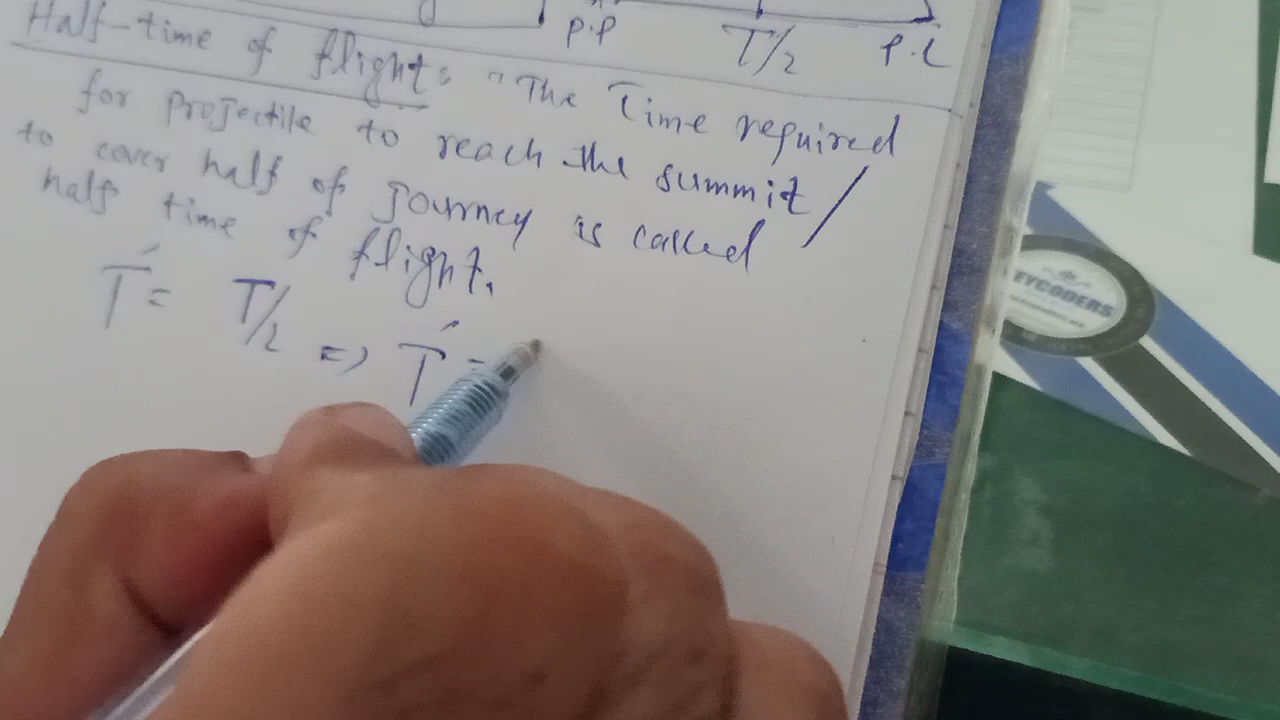 P.P T/2 P.L
Half-time of flight: "The Time required
for projectile to reach the summit/
to cover half of journey is called
half time of flight.
T́ = T/2 => T́ =
EYCODERS